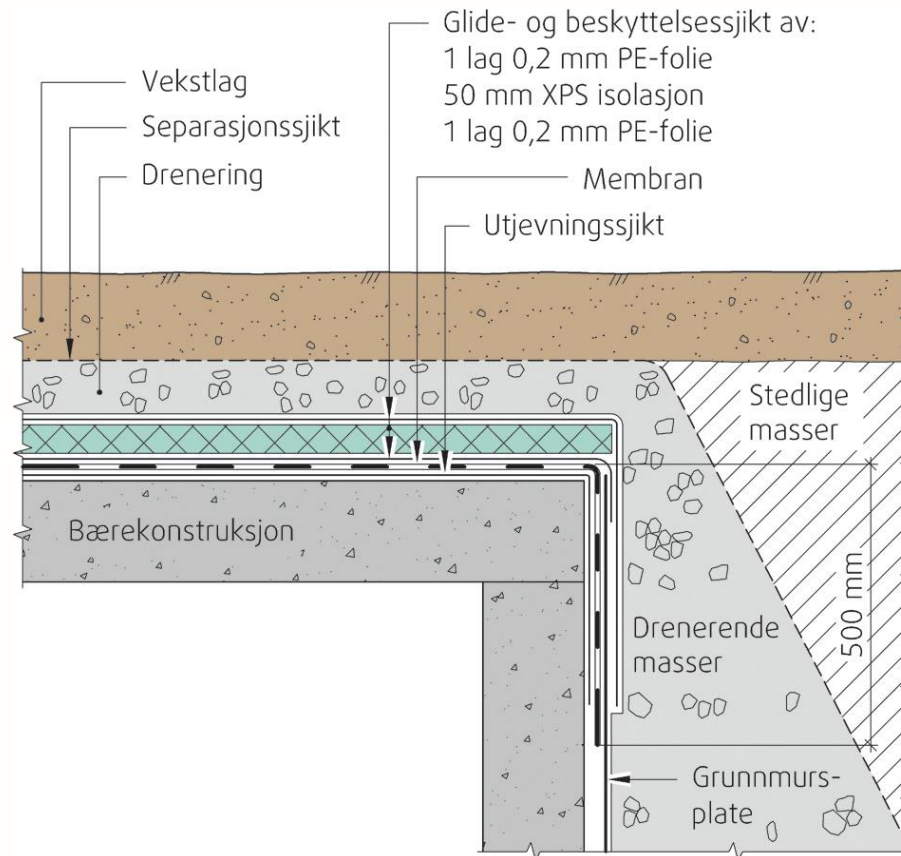 Glide- og beskyttelsessjikt av:
1 lag 0,2 mm PE-folie
50 mm XPS isolasjon
1 lag 0,2 mm PE-folie
Vekstlag
Separasjonssjikt
Drenering
Membran
Utjevningssjikt
Stedlige
masser
Bærekonstruksjon
500 mm
Drenerende
masser
Grunnmurs-
plate